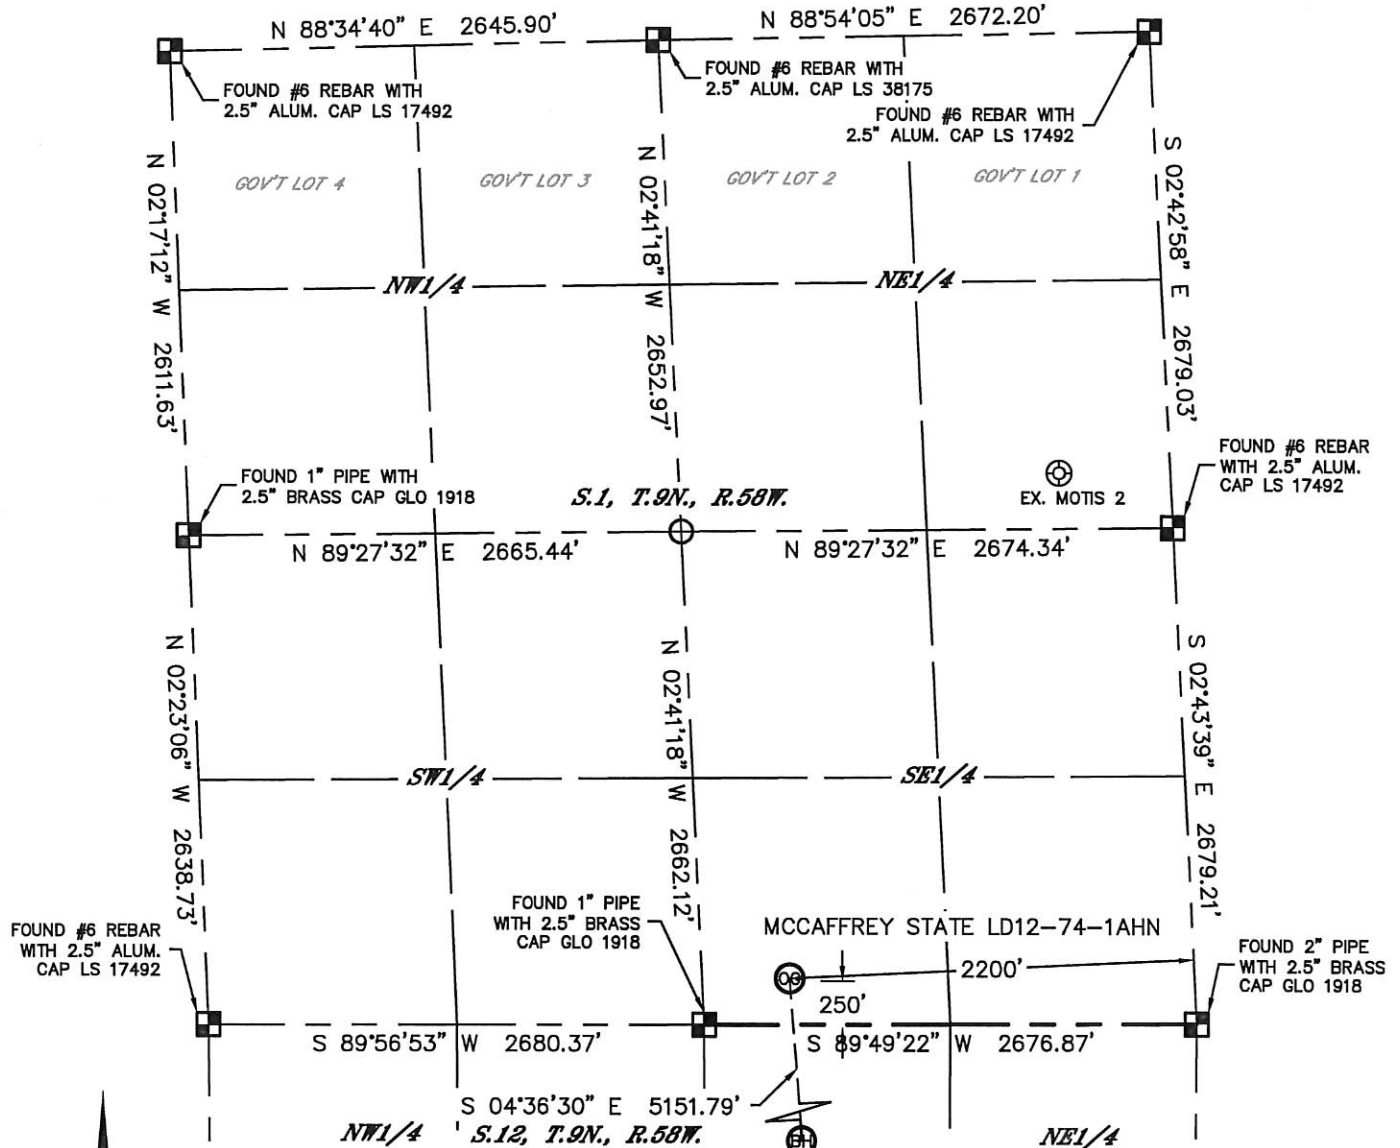 N 88°34'40" E 2645.90'
N 88°54'05" E 2672.20'
FOUND #6 REBAR WITH
2.5" ALUM. CAP LS 17492
FOUND #6 REBAR WITH
2.5" ALUM. CAP LS 38175
FOUND #6 REBAR WITH
2.5" ALUM. CAP LS 17492
N 02°17'12" W 2611.63'
GOV'T LOT 4
GOV'T LOT 3
N 02°41'18" W 2652.97'
GOV'T LOT 2
GOV'T LOT 1
S 02°42'58" E 2679.03'
NW1/4
NE1/4
FOUND 1" PIPE WITH
2.5" BRASS CAP GLO 1918
S.1, T.9N., R.58W.
EX. MOTIS 2
FOUND #6 REBAR
WITH 2.5" ALUM.
CAP LS 17492
N 89°27'32" E 2665.44'
N 89°27'32" E 2674.34'
N 02°23'06" W 2638.73'
N 02°41'18" W 2662.12'
S 02°43'39" E 2679.21'
SW1/4
SE1/4
FOUND #6 REBAR
WITH 2.5" ALUM.
CAP LS 17492
FOUND 1" PIPE
WITH 2.5" BRASS
CAP GLO 1918
MCCAFFREY STATE LD12-74-1AHN
OG
2200'
250'
FOUND 2" PIPE
WITH 2.5" BRASS
CAP GLO 1918
S 89°56'53" W 2680.37'
S 89°49'22" W 2676.87'
S 04°36'30" E 5151.79'
NW1/4
S.12, T.9N., R.58W.
BH
NE1/4